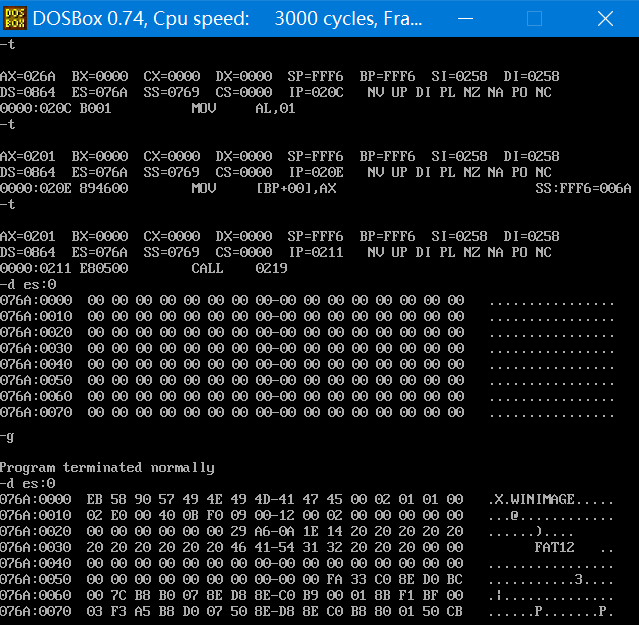 DOSBox 0.74, Cpu speed:     3000 cycles, Fra...
-t
AX=026A  BX=0000  CX=0000  DX=0000  SP=FFF6  BP=FFF6  SI=0258  DI=0258
DS=0864  ES=076A  SS=0769  CS=0000  IP=020C   NV UP DI PL NZ NA PO NC
0000:020C B001          MOV     AL,01
-t
AX=0201  BX=0000  CX=0000  DX=0000  SP=FFF6  BP=FFF6  SI=0258  DI=0258
DS=0864  ES=076A  SS=0769  CS=0000  IP=020E   NV UP DI PL NZ NA PO NC
0000:020E 894600        MOV     [BP+00],AX                         SS:FFF6=006A
-t
AX=0201  BX=0000  CX=0000  DX=0000  SP=FFF6  BP=FFF6  SI=0258  DI=0258
DS=0864  ES=076A  SS=0769  CS=0000  IP=0211   NV UP DI PL NZ NA PO NC
0000:0211 E80500        CALL    0219
-d es:0
076A:0000  00 00 00 00 00 00 00 00-00 00 00 00 00 00 00 00   ................
076A:0010  00 00 00 00 00 00 00 00-00 00 00 00 00 00 00 00   ................
076A:0020  00 00 00 00 00 00 00 00-00 00 00 00 00 00 00 00   ................
076A:0030  00 00 00 00 00 00 00 00-00 00 00 00 00 00 00 00   ................
076A:0040  00 00 00 00 00 00 00 00-00 00 00 00 00 00 00 00   ................
076A:0050  00 00 00 00 00 00 00 00-00 00 00 00 00 00 00 00   ................
076A:0060  00 00 00 00 00 00 00 00-00 00 00 00 00 00 00 00   ................
076A:0070  00 00 00 00 00 00 00 00-00 00 00 00 00 00 00 00   ................
-g
Program terminated normally
-d es:0
076A:0000  EB 58 90 57 49 4E 49 4D-41 47 45 00 02 01 01 00   .X.WINIMAGE.....
076A:0010  02 E0 00 40 0B F0 09 00-12 00 02 00 00 00 00 00   ...@............
076A:0020  00 00 00 00 00 00 29 A6-0A 1E 14 20 20 20 20 20   ......)....
076A:0030  20 20 20 20 20 20 46 41-54 31 32 20 20 20 00 00         FAT12   ..
076A:0040  00 00 00 00 00 00 00 00-00 00 00 00 00 00 00 00   ................
076A:0050  00 00 00 00 00 00 00 00-00 00 FA 33 C0 8E D0 BC   ...........3....
076A:0060  00 7C B8 B0 07 8E D8 8E-C0 B9 00 01 8B F1 BF 00   .|..............
076A:0070  03 F3 A5 B8 D0 07 50 8E-D8 8E C0 B8 80 01 50 CB   ......P.......P.